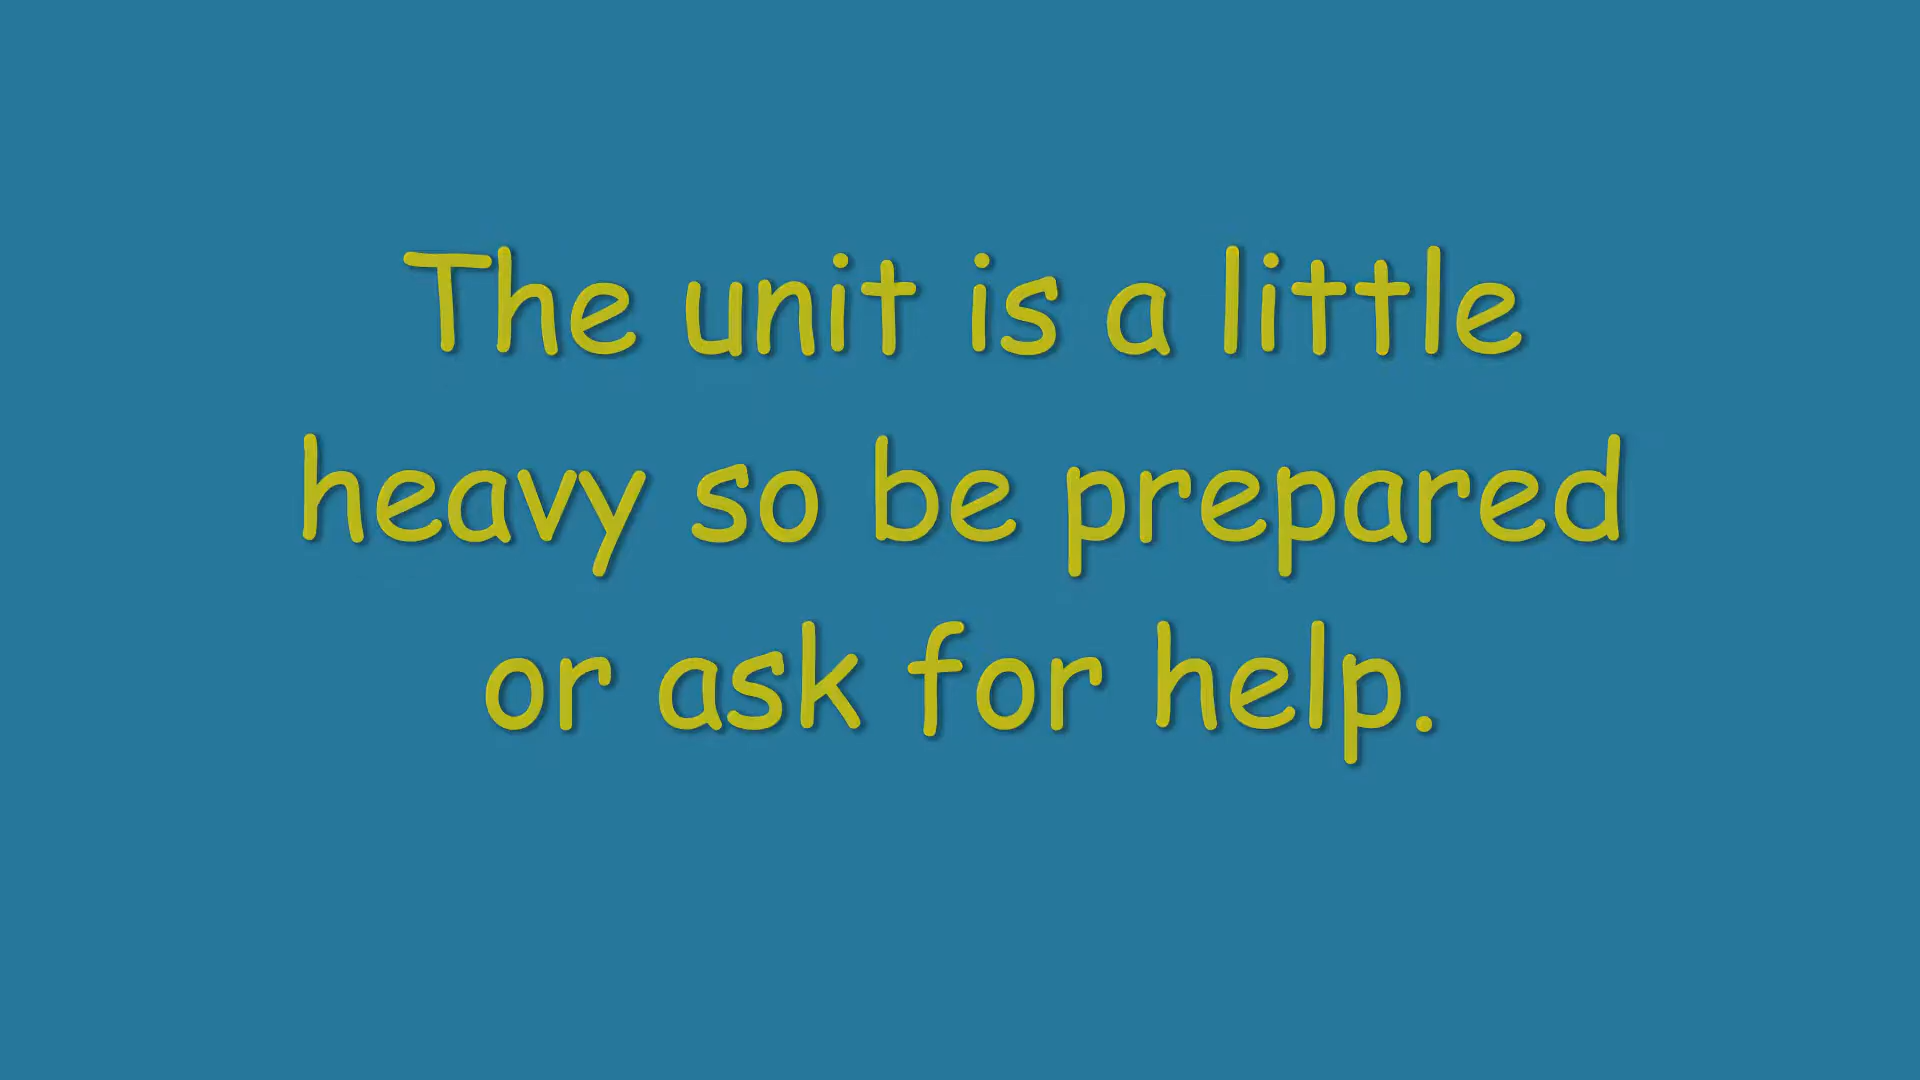 The unit is a little
heavy so be prepared
or ask for help.